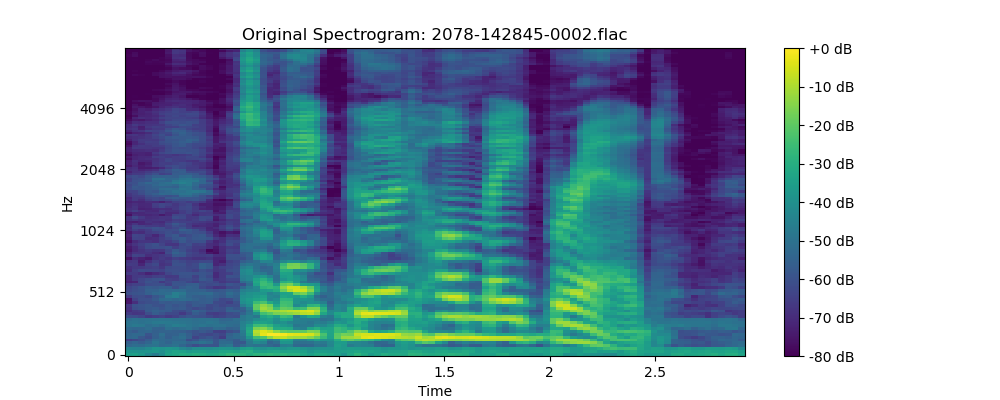 Original Spectrogram: 2078-142845-0002.flac
Hz
4096
2048
1024
512
0
0
0.5
1
1.5
2
2.5
Time
+0 dB
-10 dB
-20 dB
-30 dB
-40 dB
-50 dB
-60 dB
-70 dB
-80 dB